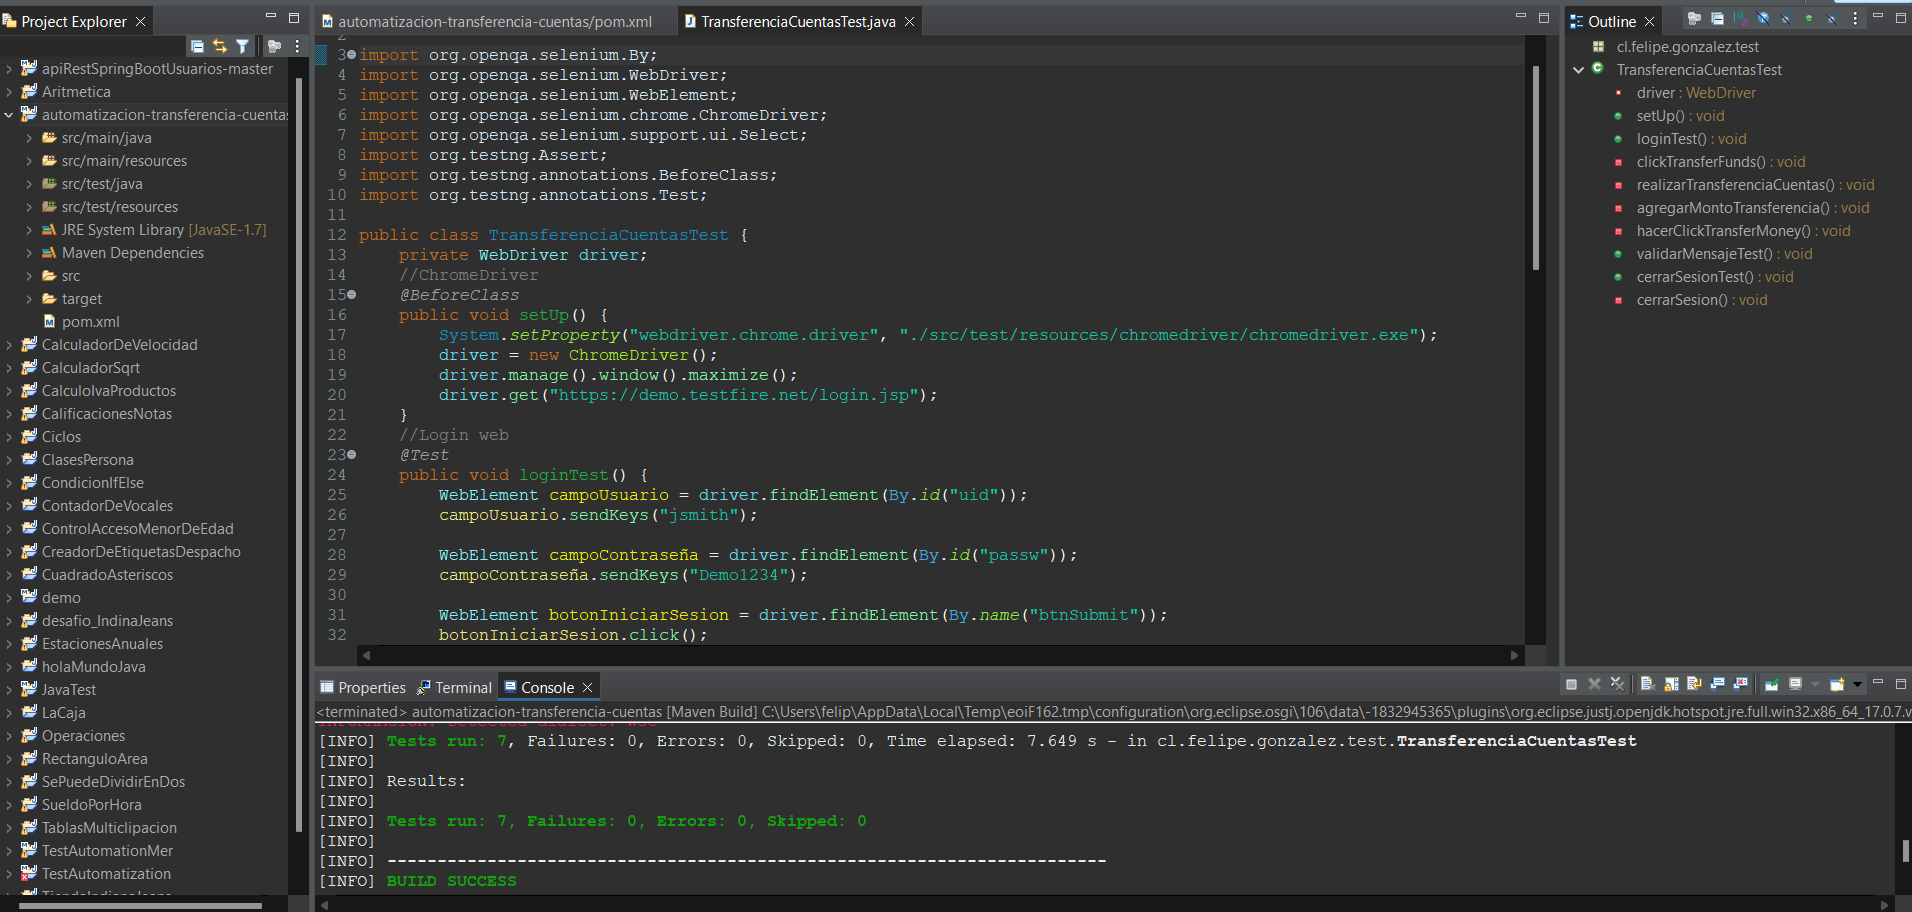 Project Explorer
apiRestSpringBootUsuarios-master
Aritmetica
automatizacion-transferencia-cuentas
src/main/java
src/main/resources
src/test/java
src/test/resources
JRE System Library [JavaSE-1.7]
Maven Dependencies
src
target
pom.xml
CalculadorDeVelocidad
CalculadorSqrt
CalculoIvaProductos
CalificacionesNotas
Ciclos
ClasesPersona
CondicionIfElse
ContadorDeVocales
ControlAccesoMenorDeEdad
CreadorDeEtiquetasDespacho
CuadradoAsteriscos
demo
desafio_IndinaJeans
EstacionesAnuales
holaMundoJava
JavaTest
LaCaja
Operaciones
RectanguloArea
SePuedeDividirEnDos
SueldoPorHora
TablasMulticlipacion
TestAutomationMer
TestAutomatization
automatizacion-transferencia-cuentas/pom.xml
TransferenciaCuentasTest.java
2
3 import org.openqa.selenium.By;
4 import org.openqa.selenium.WebDriver;
5 import org.openqa.selenium.WebElement;
6 import org.openqa.selenium.chrome.ChromeDriver;
7 import org.openqa.selenium.support.ui.Select;
8 import org.testng.Assert;
9 import org.testng.annotations.BeforeClass;
10 import org.testng.annotations.Test;
11
12 public class TransferenciaCuentasTest {
13 private WebDriver driver;
14 //ChromeDriver
15 @BeforeClass
16 public void setUp() {
17 System.setProperty("webdriver.chrome.driver", "./src/test/resources/chromedriver/chromedriver.exe");
18 driver = new ChromeDriver();
19 driver.manage().window().maximize();
20 driver.get("https://demo.testfire.net/login.jsp");
21 }
22 //Login web
23 @Test
24 public void loginTest() {
25 WebElement campoUsuario = driver.findElement(By.id("uid"));
26 campoUsuario.sendKeys("jsmith");
27
28 WebElement campoContraseña = driver.findElement(By.id("passw"));
29 campoContraseña.sendKeys("Demo1234");
30
31 WebElement botonIniciarSesion = driver.findElement(By.name("btnSubmit"));
32 botonIniciarSesion.click();
Outline
cl.felipe.gonzalez.test
TransferenciaCuentasTest
driver : WebDriver
setUp() : void
loginTest() : void
clickTransferFunds() : void
realizarTransferenciaCuentas() : void
agregarMontoTransferencia() : void
hacerClickTransferMoney() : void
validarMensajeTest() : void
cerrarSesionTest() : void
cerrarSesion() : void
Properties Terminal Console
<terminated> automatizacion-transferencia-cuentas [Maven Build] C:\Users\felip\AppData\Local\Temp\eoiF162.tmp\configuration\org.eclipse.osgi\106\data\-1832945365\plugins\org.eclipse.justj.openjdk.hotspot.jre.full.win32.x86_64_17.0.7.v
[INFO] Tests run: 7, Failures: 0, Errors: 0, Skipped: 0, Time elapsed: 7.649 s - in cl.felipe.gonzalez.test.TransferenciaCuentasTest
[INFO]
[INFO] Results:
[INFO]
[INFO] Tests run: 7, Failures: 0, Errors: 0, Skipped: 0
[INFO]
[INFO] ------------------------------------------------------------------------
[INFO] BUILD SUCCESS